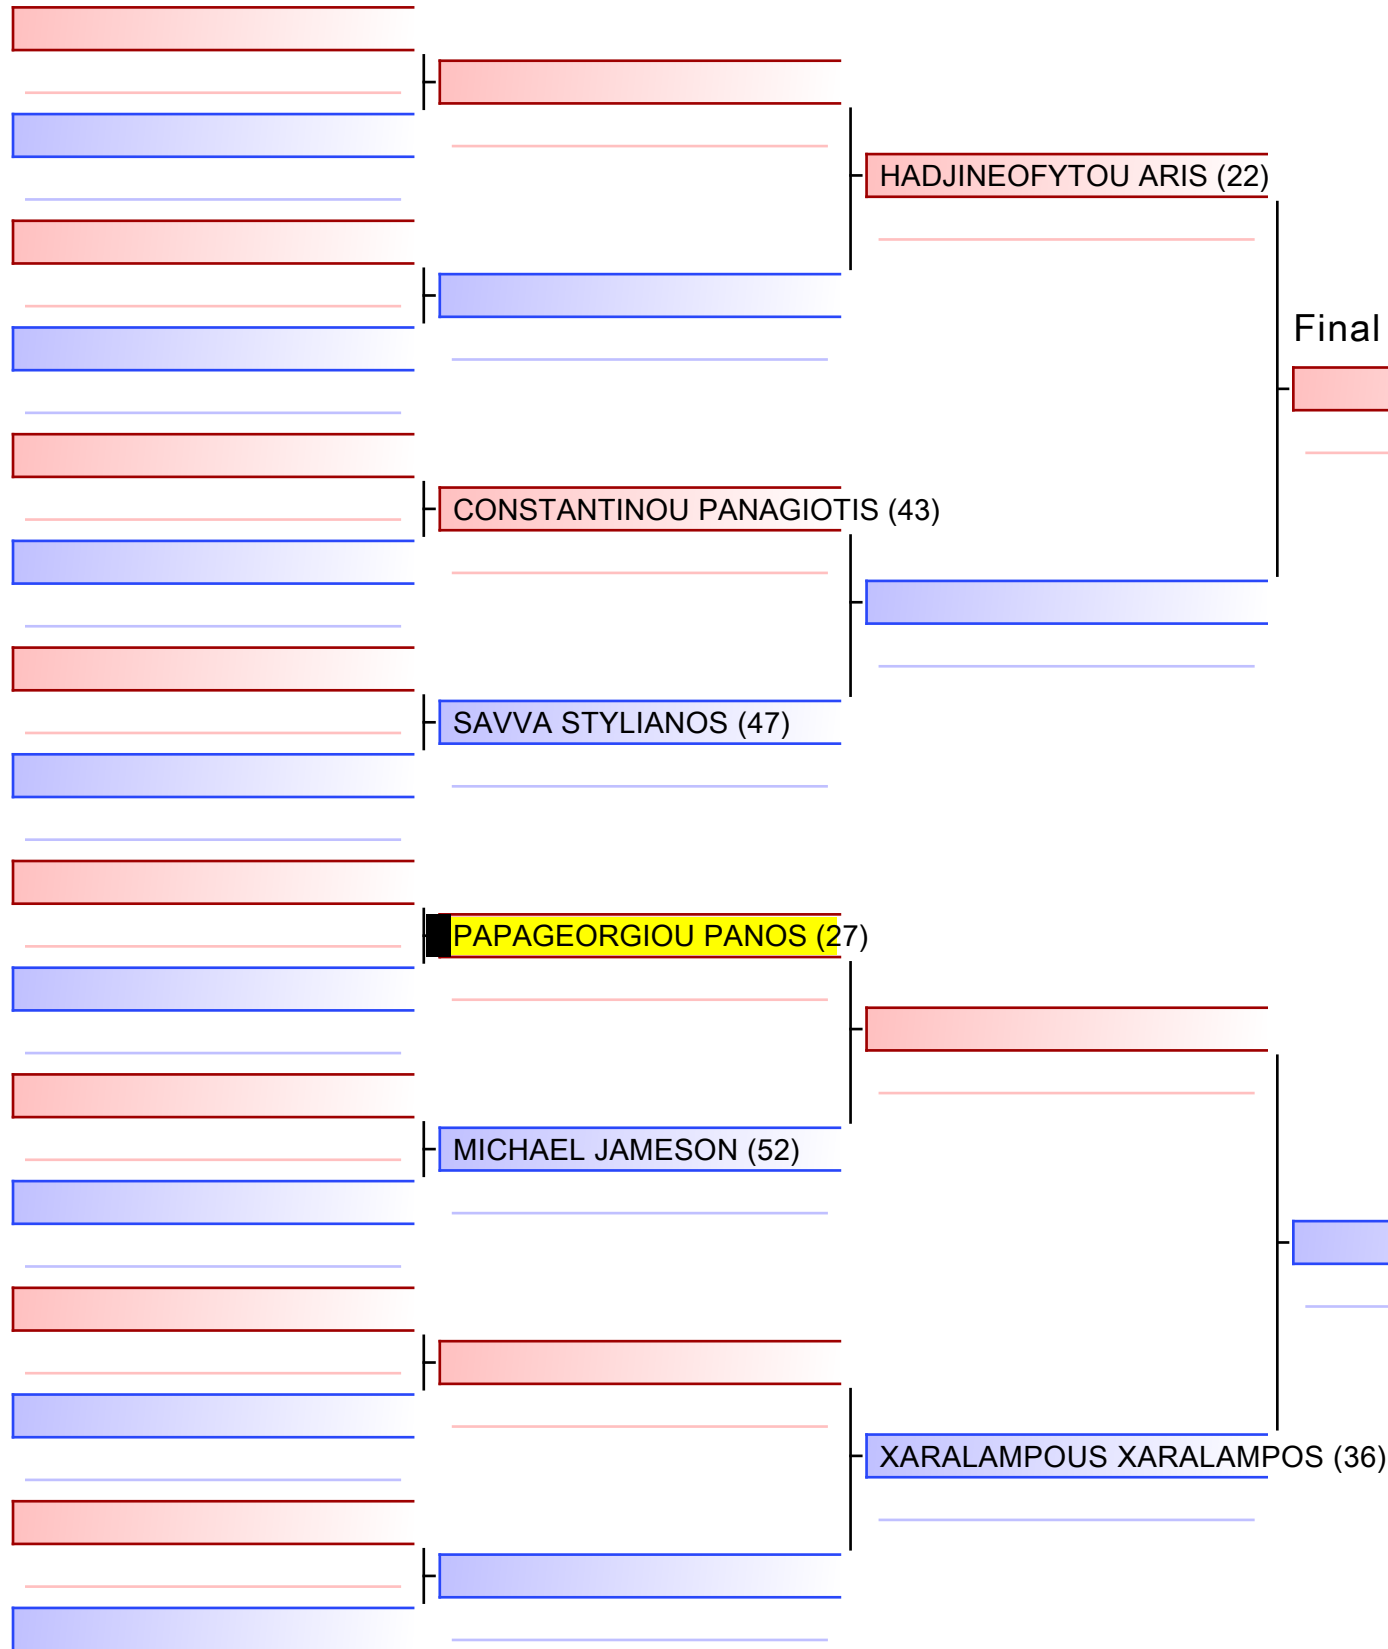 HADJINEOFYTOU ARIS (22)
Final
CONSTANTINOU PANAGIOTIS (43)
SAVVA STYLIANOS (47)
PAPAGEORGIOU PANOS (27)
MICHAEL JAMESON (52)
XARALAMPOUS XARALAMPOS (36)